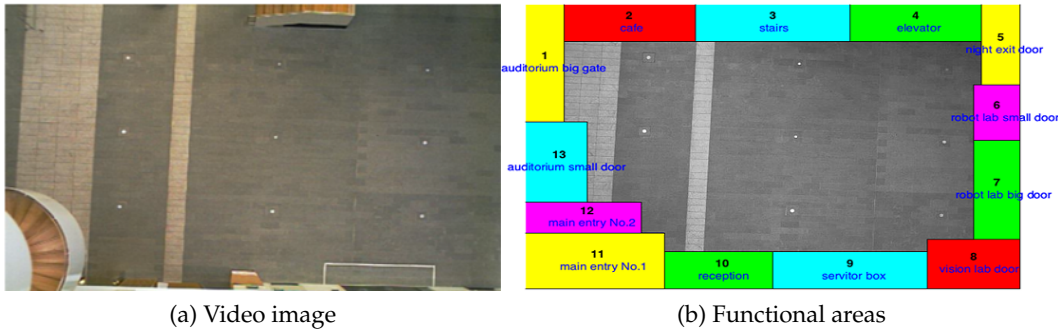 2
cafe
3
stairs
4
elevator
5
night exit door
1
auditorium big gate
6
robot lab small door
13
auditorium small door
7
robot lab big door
12
main entry No.2
11
main entry No.1
10
reception
9
servitor box
8
vision lab door
(a) Video image
(b) Functional areas